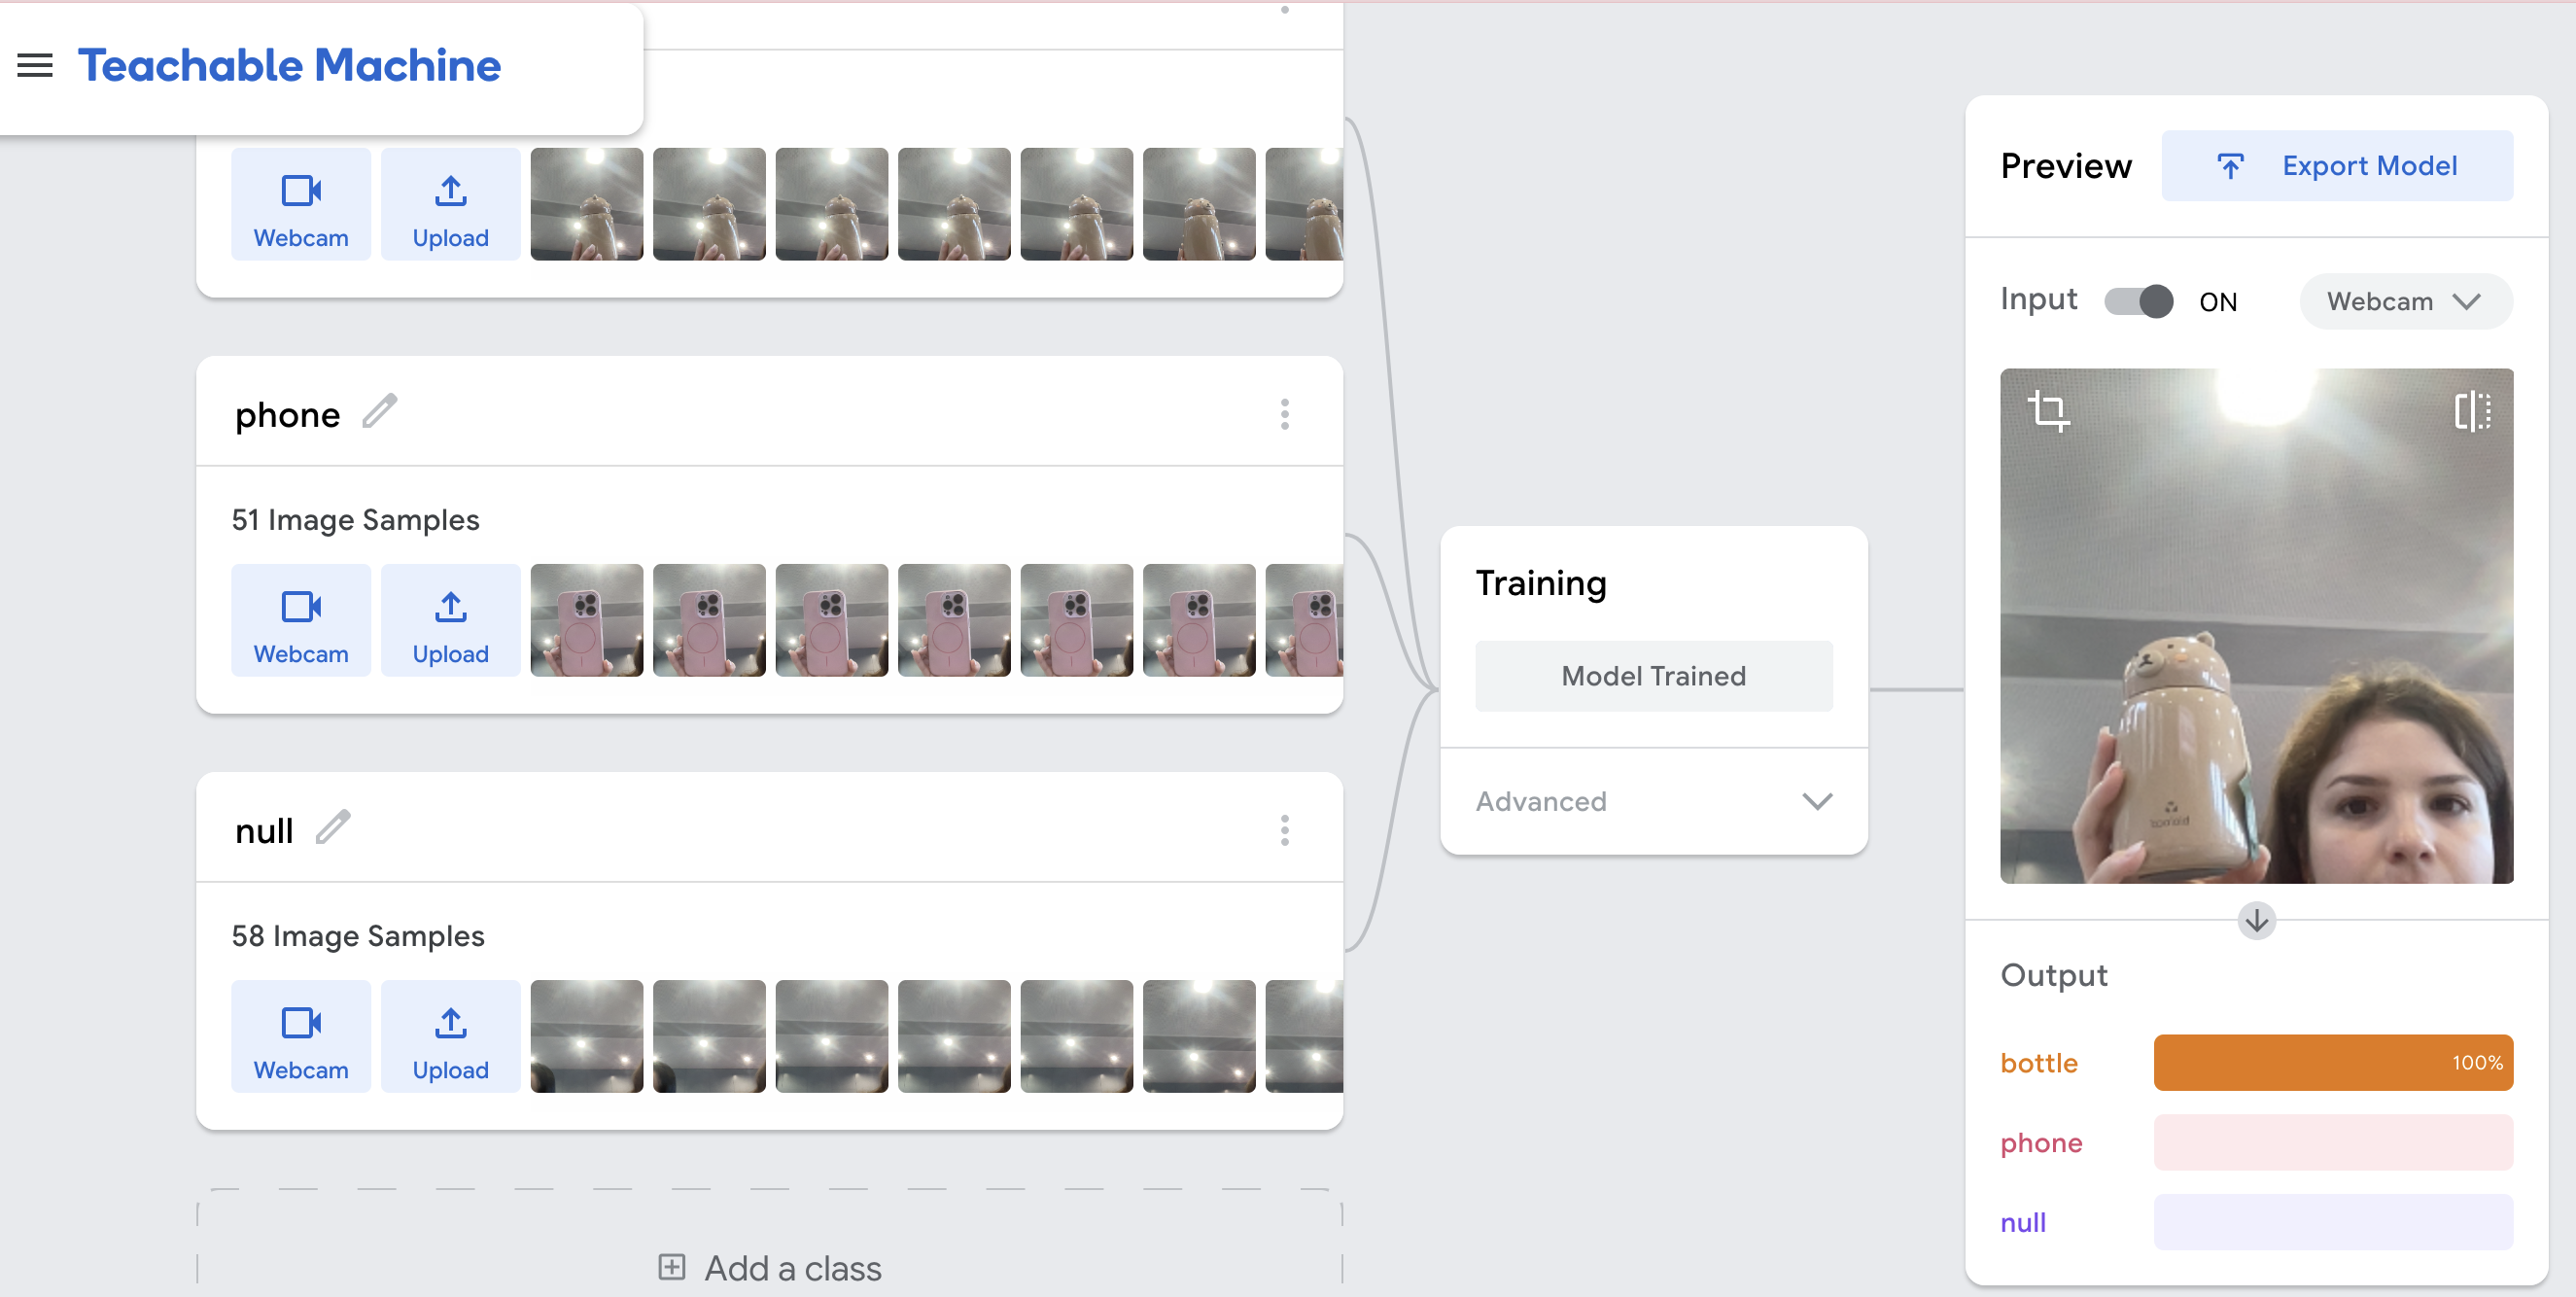 Teachable Machine
Webcam
Upload
phone
51 Image Samples
Webcam
Upload
null
58 Image Samples
Webcam
Upload
Add a class
Training
Model Trained
Advanced
Preview
Export Model
Input
ON
Webcam
Output
bottle
100%
phone
null